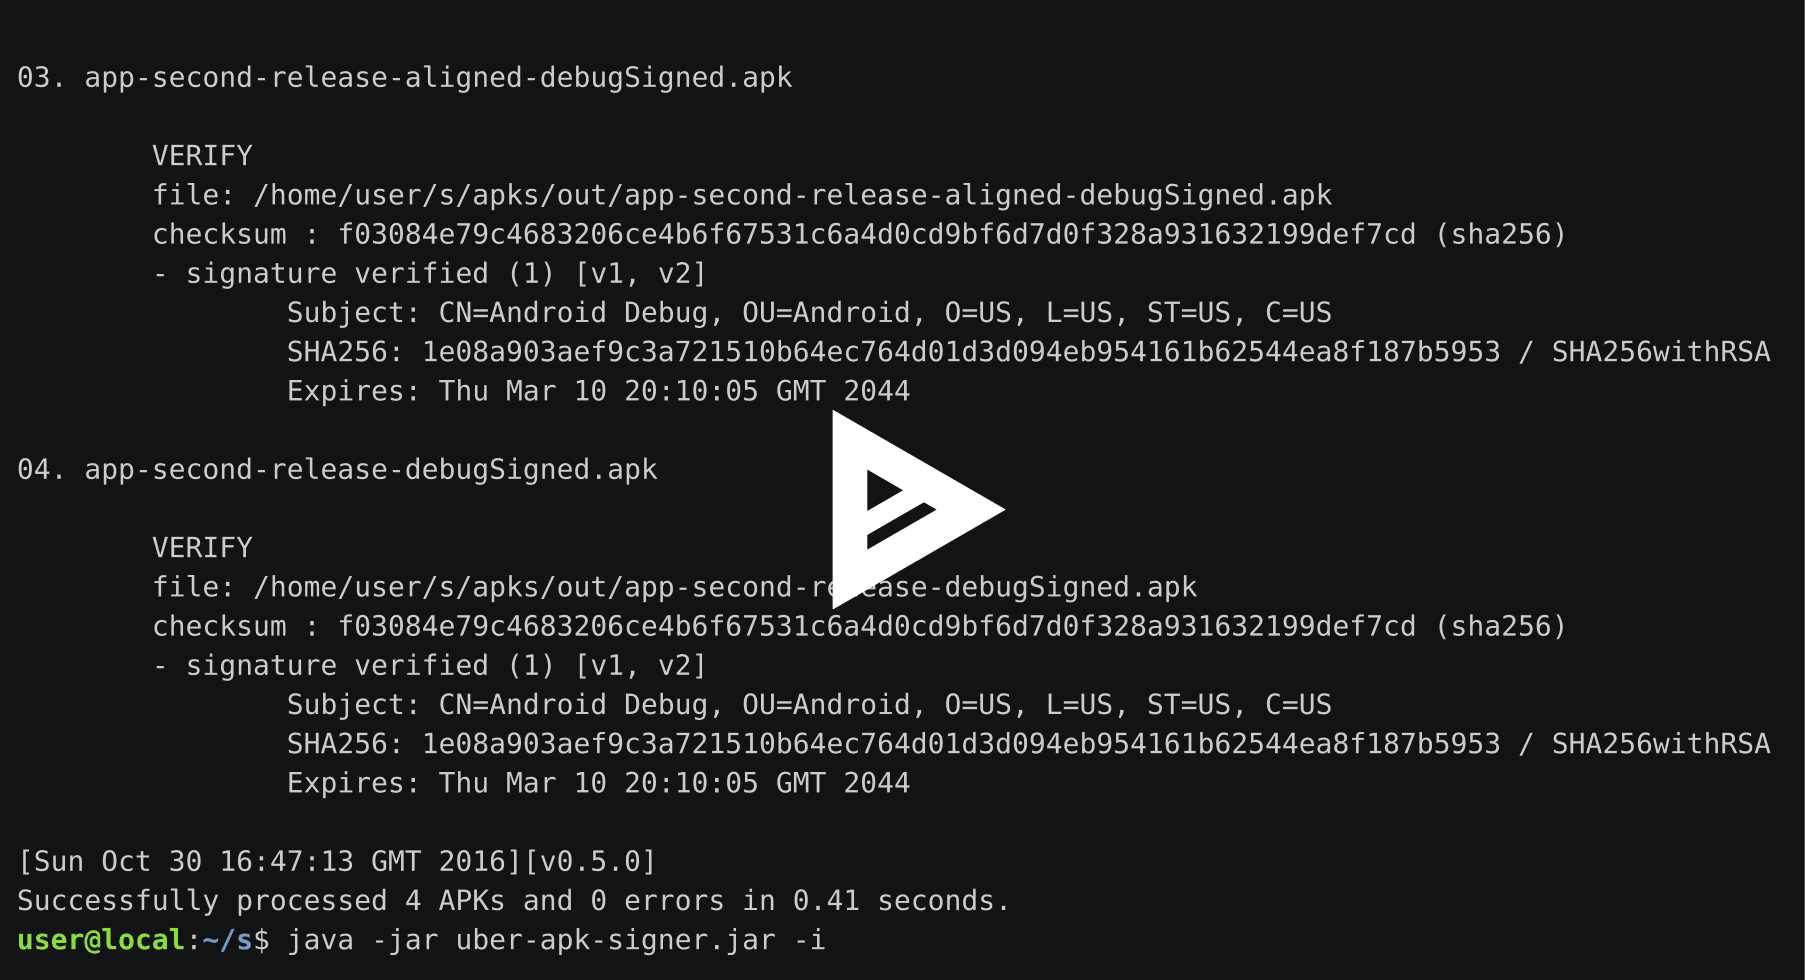 03. app-second-release-aligned-debugSigned.apk
VERIFY
file: /home/user/s/apks/out/app-second-release-aligned-debugSigned.apk
checksum : f03084e79c4683206ce4b6f67531c6a4d0cd9bf6d7d0f328a931632199def7cd (sha256)
- signature verified (1) [v1, v2]
Subject: CN=Android Debug, OU=Android, O=US, L=US, ST=US, C=US
SHA256: 1e08a903aef9c3a721510b64ec764d01d3d094eb954161b62544ea8f187b5953 / SHA256withRSA
Expires: Thu Mar 10 20:10:05 GMT 2044
04. app-second-release-debugSigned.apk
VERIFY
file: /home/user/s/apks/out/app-second-release-debugSigned.apk
checksum : f03084e79c4683206ce4b6f67531c6a4d0cd9bf6d7d0f328a931632199def7cd (sha256)
- signature verified (1) [v1, v2]
Subject: CN=Android Debug, OU=Android, O=US, L=US, ST=US, C=US
SHA256: 1e08a903aef9c3a721510b64ec764d01d3d094eb954161b62544ea8f187b5953 / SHA256withRSA
Expires: Thu Mar 10 20:10:05 GMT 2044
[Sun Oct 30 16:47:13 GMT 2016][v0.5.0]
Successfully processed 4 APKs and 0 errors in 0.41 seconds.
user@local:~/s$ java -jar uber-apk-signer.jar -i